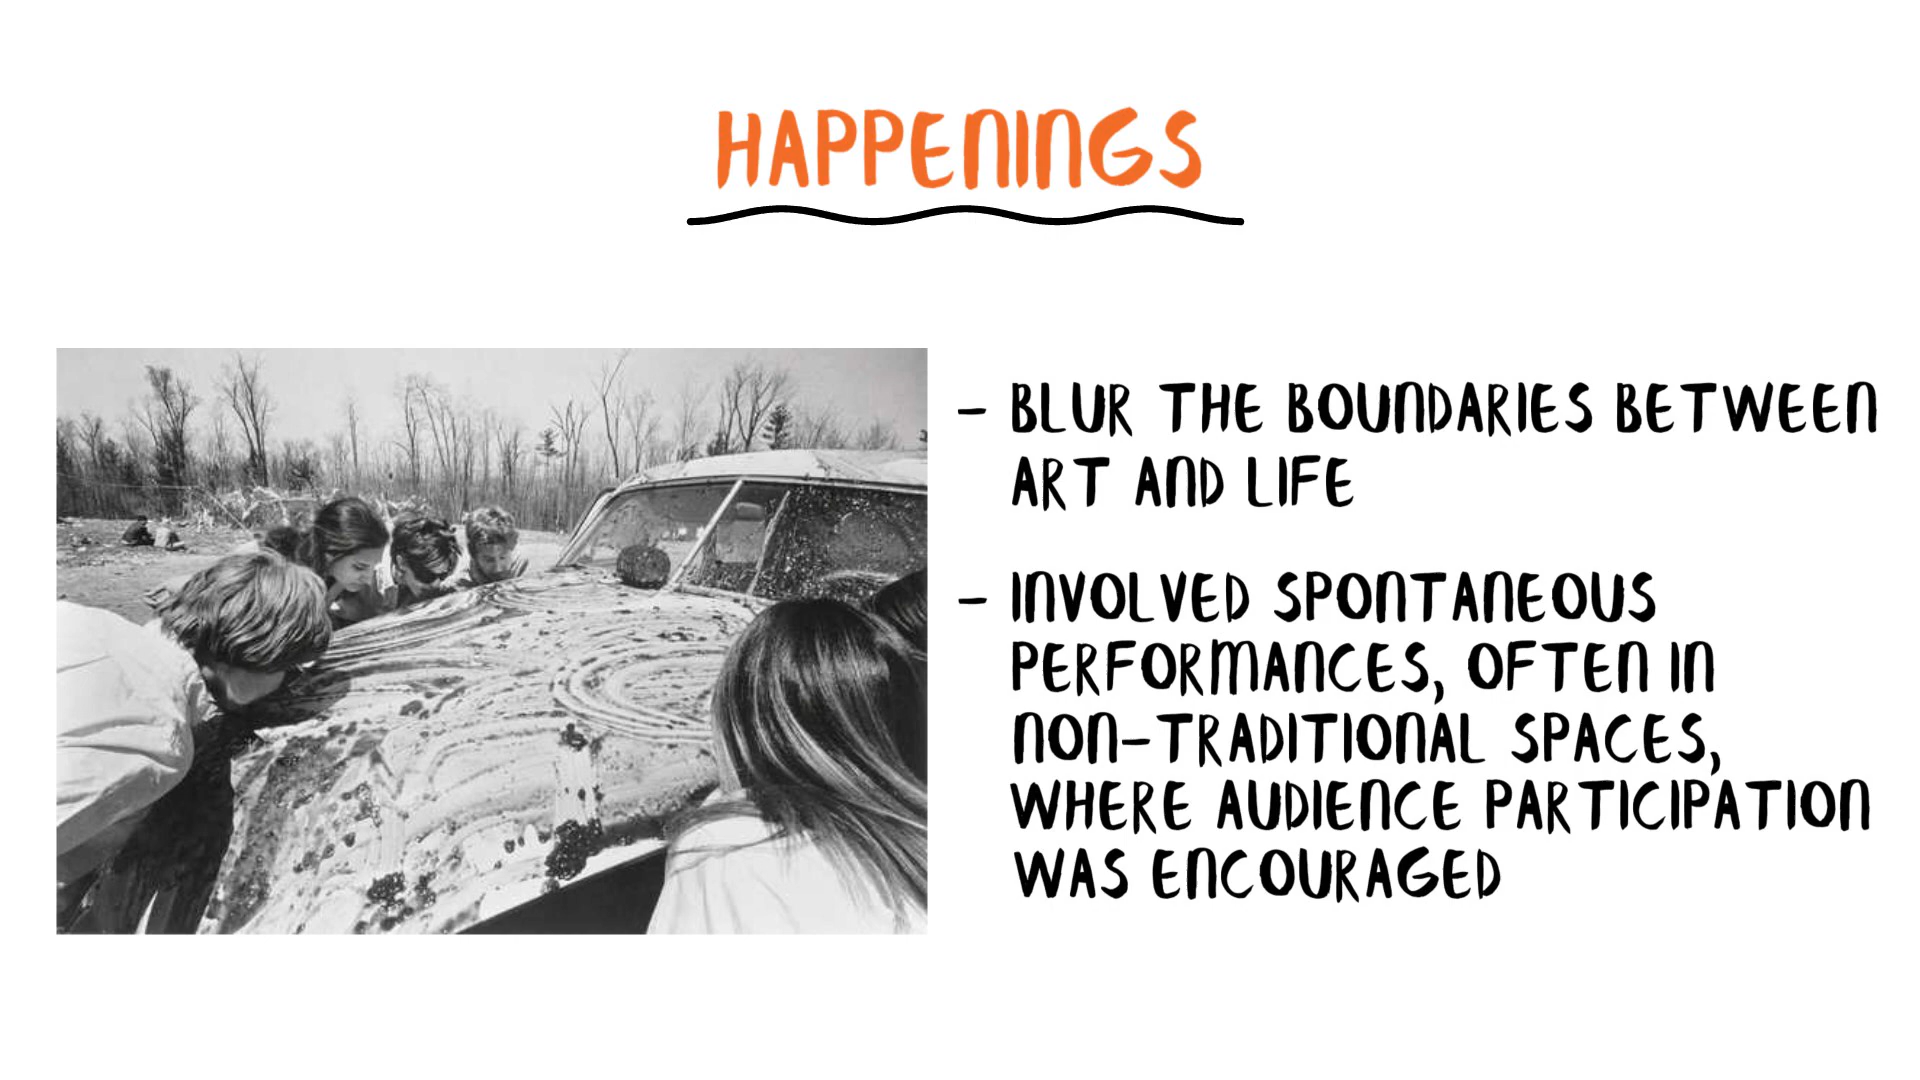 HAPPENINGS
- BLUR THE BOUNDARIES BETWEEN
ART AND LIFE
- INVOLVED SPONTANEOUS
PERFORMANCES, OFTEN IN
NON-TRADITIONAL SPACES,
WHERE AUDIENCE PARTICIPATION
WAS ENCOURAGED